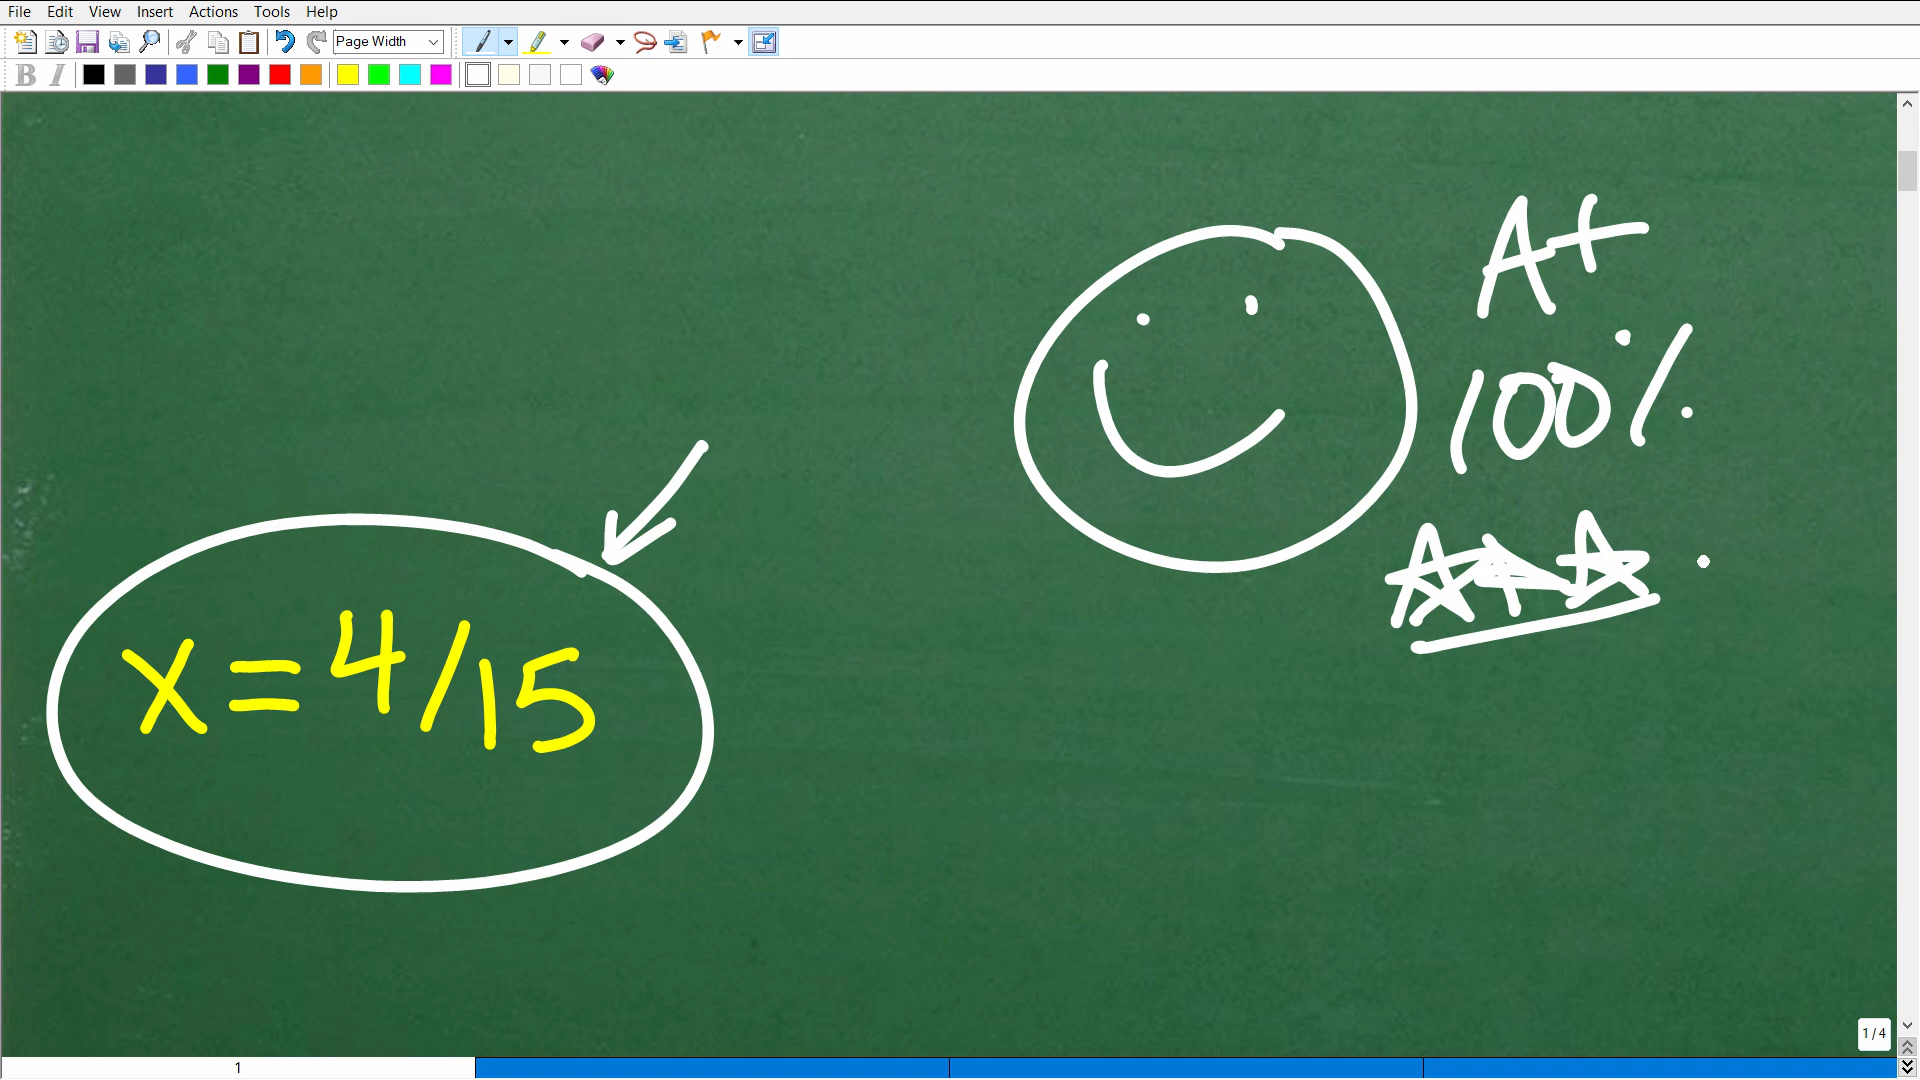 File Edit View Insert Actions Tools Help
Page Width
B I
A+
100%
x = 4/15
1 / 4
1